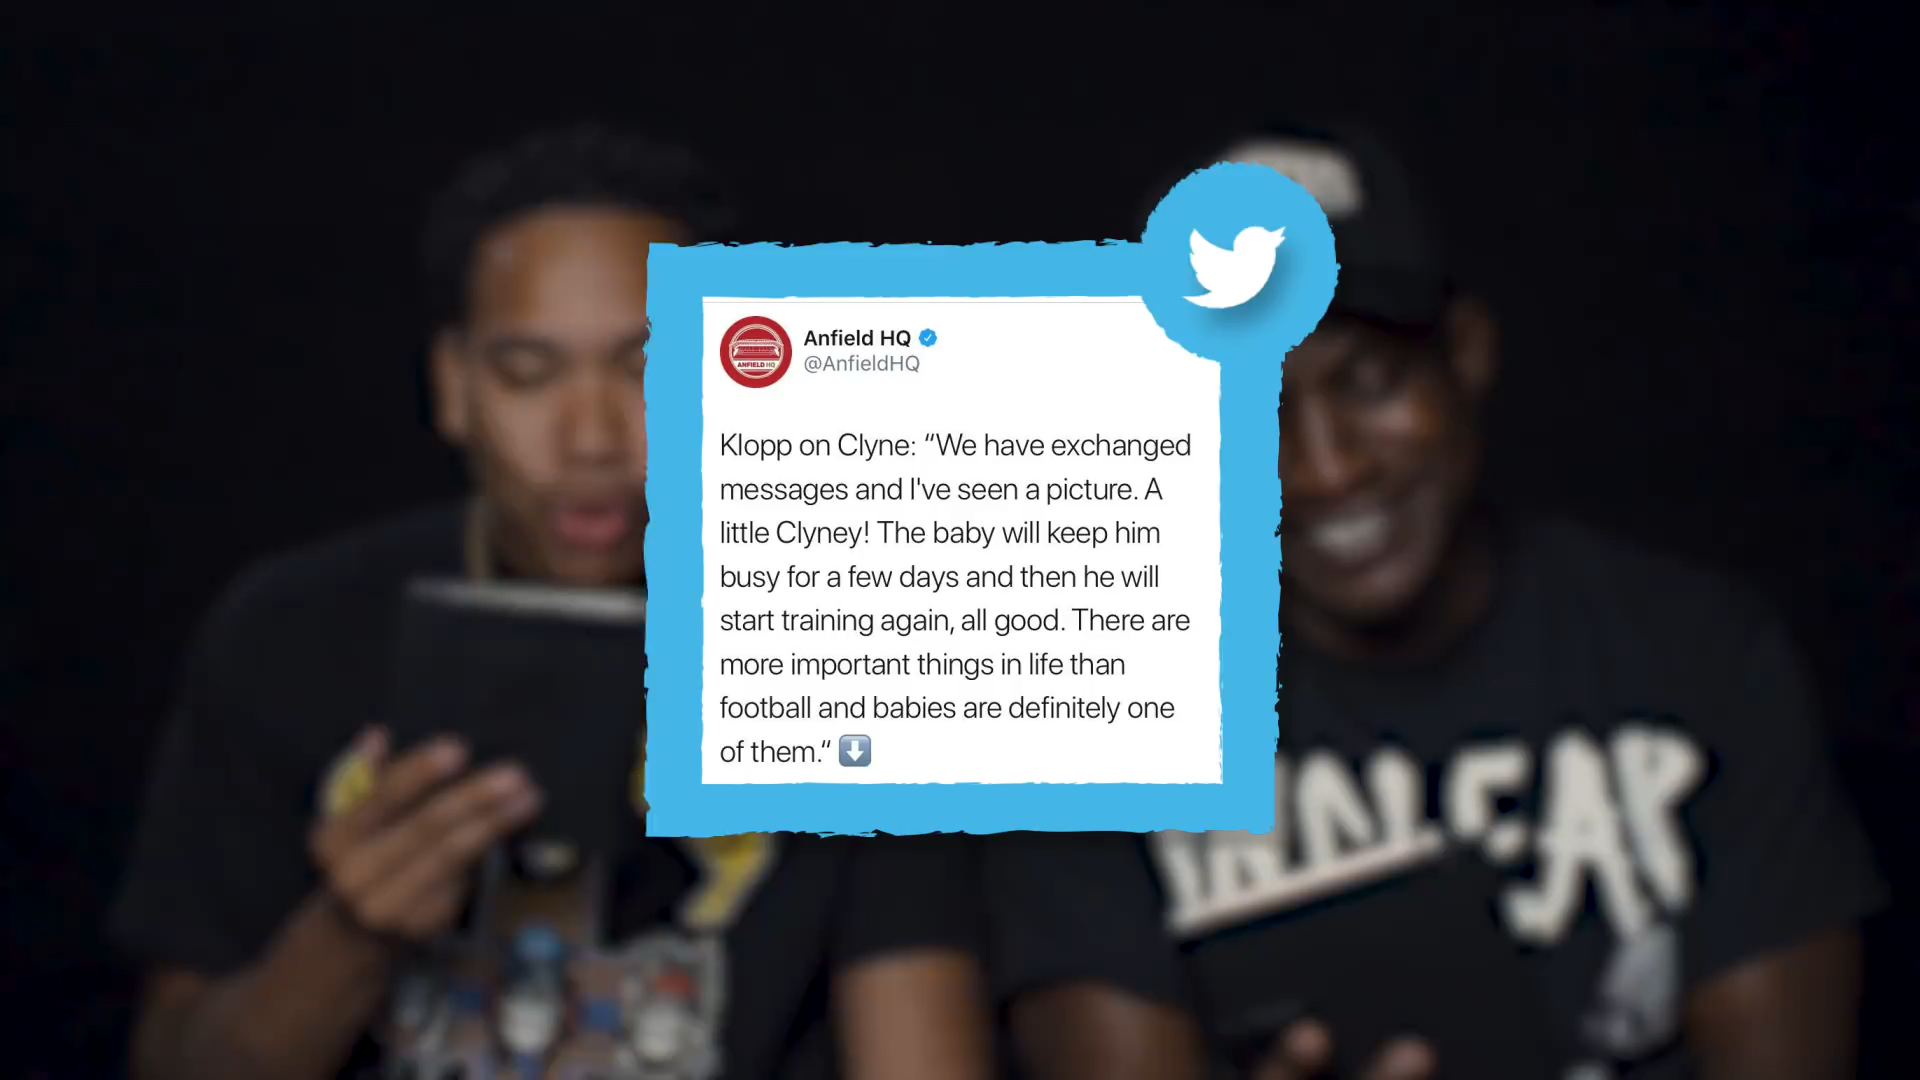 Anfield HQ
@AnfieldHQ
ANFIELD HQ
Klopp on Clyne: “We have exchanged
messages and I've seen a picture. A
little Clyney! The baby will keep him
busy for a few days and then he will
start training again, all good. There are
more important things in life than
football and babies are definitely one
of them.“ ⬇️